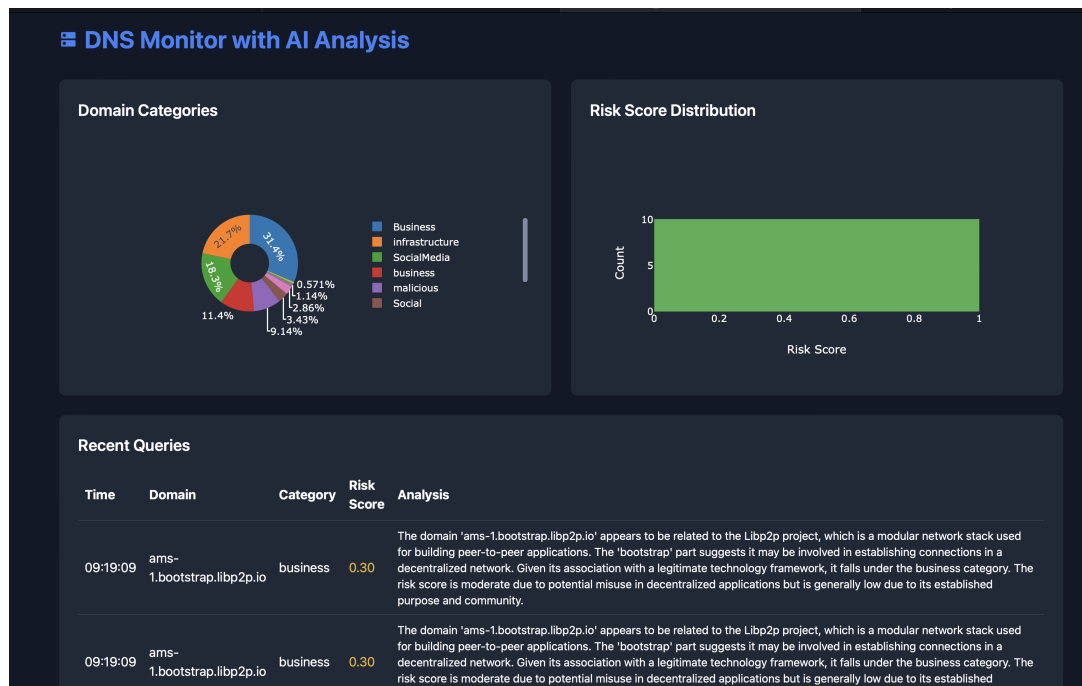 DNS Monitor with AI Analysis
Domain Categories
21.7%
31.4%
18.3%
11.4%
9.14%
3.43%
2.86%
1.14%
0.571%
Business
infrastructure
SocialMedia
business
malicious
Social
Risk Score Distribution
Count
10
5
0
0
0.2
0.4
0.6
0.8
1
Risk Score
Recent Queries
Time
Domain
Category
Risk
Score
Analysis
09:19:09
ams-
1.bootstrap.libp2p.io
business
0.30
The domain 'ams-1.bootstrap.libp2p.io' appears to be related to the Libp2p project, which is a modular network stack used
for building peer-to-peer applications. The 'bootstrap' part suggests it may be involved in establishing connections in a
decentralized network. Given its association with a legitimate technology framework, it falls under the business category. The
risk score is moderate due to potential misuse in decentralized applications but is generally low due to its established
purpose and community.
09:19:09
ams-
1.bootstrap.libp2p.io
business
0.30
The domain 'ams-1.bootstrap.libp2p.io' appears to be related to the Libp2p project, which is a modular network stack used
for building peer-to-peer applications. The 'bootstrap' part suggests it may be involved in establishing connections in a
decentralized network. Given its association with a legitimate technology framework, it falls under the business category. The
risk score is moderate due to potential misuse in decentralized applications but is generally low due to its established